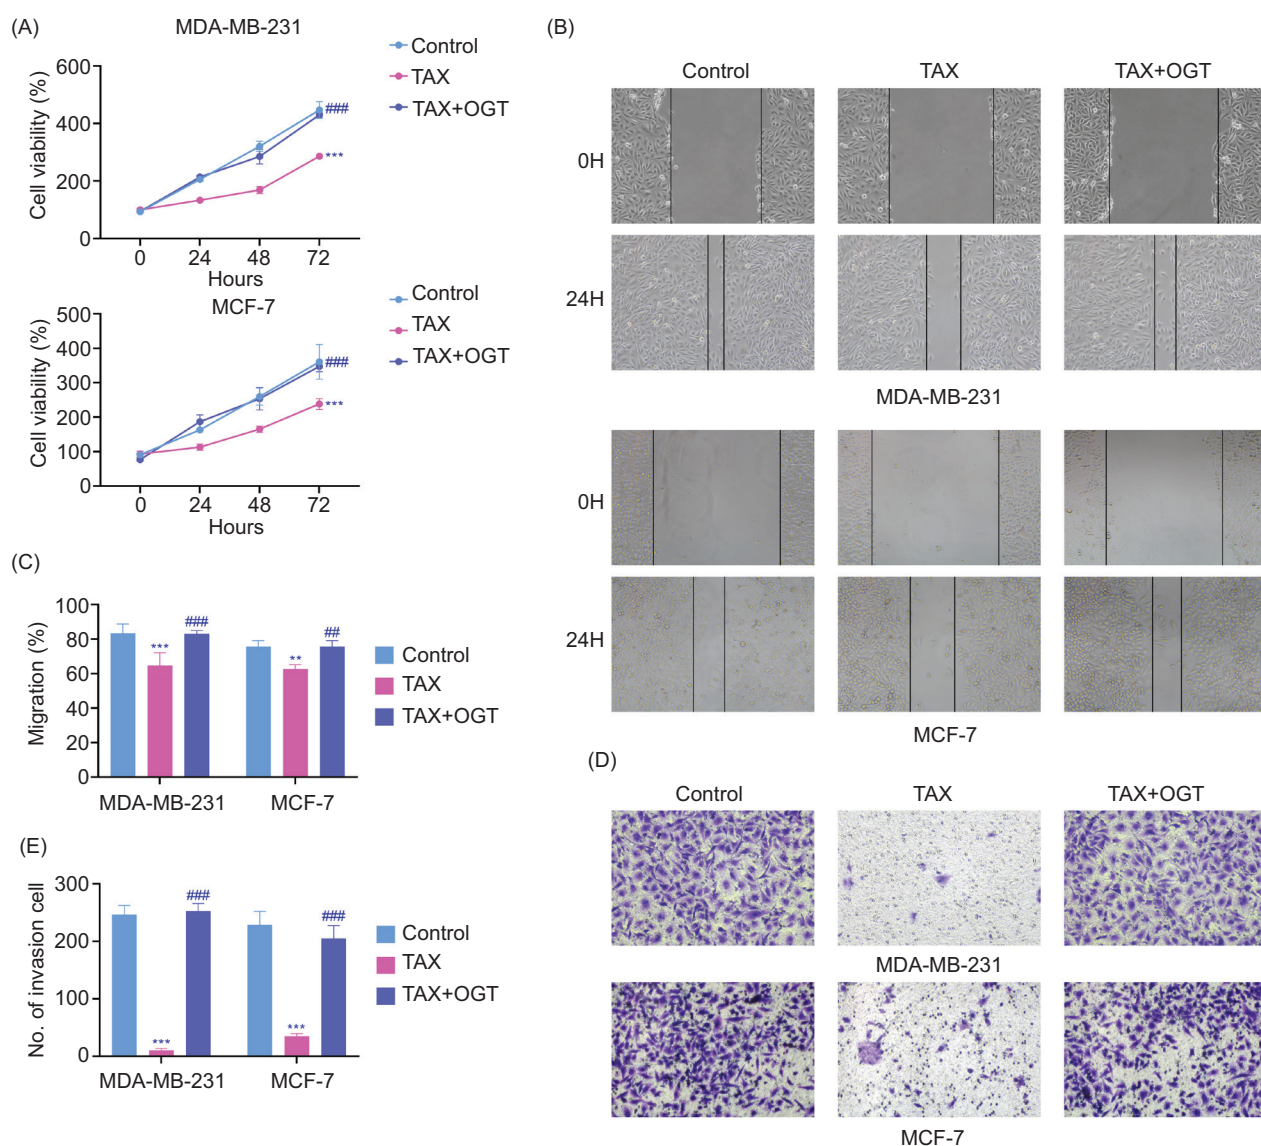 (A)
MDA-MB-231
Control
TAX
TAX+OGT
Cell viability (%)
600
400
200
0
###
***
0 24 48 72
Hours
MCF-7
Control
TAX
TAX+OGT
Cell viability (%)
500
400
300
200
100
0
###
***
0 24 48 72
Hours
(B)
Control TAX TAX+OGT
0H
24H
MDA-MB-231
0H
24H
MCF-7
(C)
Migration (%)
100
80
60
40
20
0
*** ### ** ##
MDA-MB-231 MCF-7
Control
TAX
TAX+OGT
(D)
Control TAX TAX+OGT
MDA-MB-231
MCF-7
(E)
No. of invasion cell
300
200
100
0
*** ### *** ###
MDA-MB-231 MCF-7
Control
TAX
TAX+OGT